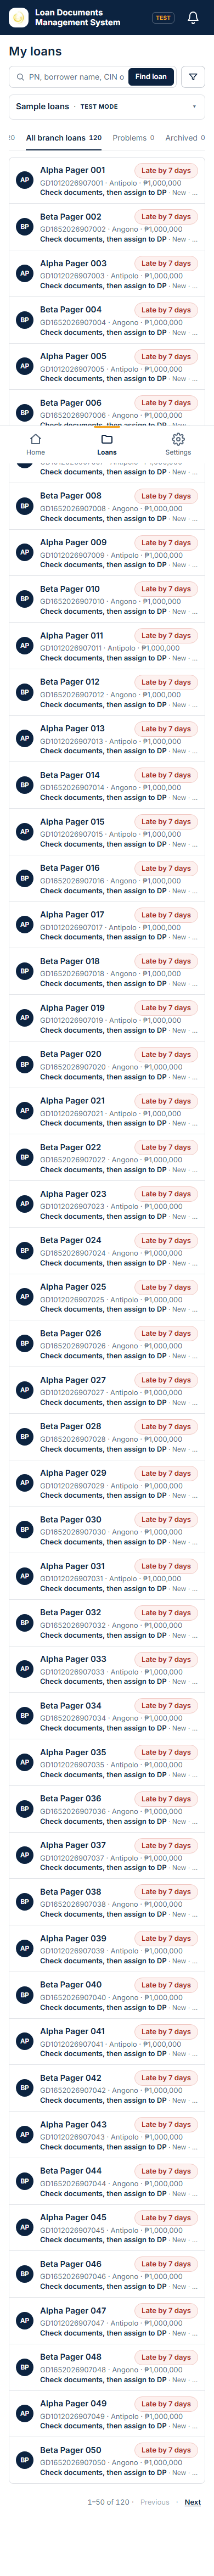 Loan Documents
Management System
TEST
My loans
PN, borrower name, CIN o
Find loan
Sample loans · TEST MODE
20 All branch loans 120 Problems 0 Archived 0
AP Alpha Pager 001 Late by 7 days
GD1012026907001 · Antipolo · ₱1,000,000
Check documents, then assign to DP · New · ...
BP Beta Pager 002 Late by 7 days
GD1652026907002 · Angono · ₱1,000,000
Check documents, then assign to DP · New · ...
AP Alpha Pager 003 Late by 7 days
GD1012026907003 · Antipolo · ₱1,000,000
Check documents, then assign to DP · New · ...
BP Beta Pager 004 Late by 7 days
GD1652026907004 · Angono · ₱1,000,000
Check documents, then assign to DP · New · ...
AP Alpha Pager 005 Late by 7 days
GD1012026907005 · Antipolo · ₱1,000,000
Check documents, then assign to DP · New · ...
BP Beta Pager 006 Late by 7 days
GD1652026907006 · Angono · ₱1,000,000
Check documents, then assign to DP · New · ...
Home Loans Settings
Check documents, then assign to DP · New · ...
BP Beta Pager 008 Late by 7 days
GD1652026907008 · Angono · ₱1,000,000
Check documents, then assign to DP · New · ...
AP Alpha Pager 009 Late by 7 days
GD1012026907009 · Antipolo · ₱1,000,000
Check documents, then assign to DP · New · ...
BP Beta Pager 010 Late by 7 days
GD1652026907010 · Angono · ₱1,000,000
Check documents, then assign to DP · New · ...
AP Alpha Pager 011 Late by 7 days
GD1012026907011 · Antipolo · ₱1,000,000
Check documents, then assign to DP · New · ...
BP Beta Pager 012 Late by 7 days
GD1652026907012 · Angono · ₱1,000,000
Check documents, then assign to DP · New · ...
AP Alpha Pager 013 Late by 7 days
GD1012026907013 · Antipolo · ₱1,000,000
Check documents, then assign to DP · New · ...
BP Beta Pager 014 Late by 7 days
GD1652026907014 · Angono · ₱1,000,000
Check documents, then assign to DP · New · ...
AP Alpha Pager 015 Late by 7 days
GD1012026907015 · Antipolo · ₱1,000,000
Check documents, then assign to DP · New · ...
BP Beta Pager 016 Late by 7 days
GD1652026907016 · Angono · ₱1,000,000
Check documents, then assign to DP · New · ...
AP Alpha Pager 017 Late by 7 days
GD1012026907017 · Antipolo · ₱1,000,000
Check documents, then assign to DP · New · ...
BP Beta Pager 018 Late by 7 days
GD1652026907018 · Angono · ₱1,000,000
Check documents, then assign to DP · New · ...
AP Alpha Pager 019 Late by 7 days
GD1012026907019 · Antipolo · ₱1,000,000
Check documents, then assign to DP · New · ...
BP Beta Pager 020 Late by 7 days
GD1652026907020 · Angono · ₱1,000,000
Check documents, then assign to DP · New · ...
AP Alpha Pager 021 Late by 7 days
GD1012026907021 · Antipolo · ₱1,000,000
Check documents, then assign to DP · New · ...
BP Beta Pager 022 Late by 7 days
GD1652026907022 · Angono · ₱1,000,000
Check documents, then assign to DP · New · ...
AP Alpha Pager 023 Late by 7 days
GD1012026907023 · Antipolo · ₱1,000,000
Check documents, then assign to DP · New · ...
BP Beta Pager 024 Late by 7 days
GD1652026907024 · Angono · ₱1,000,000
Check documents, then assign to DP · New · ...
AP Alpha Pager 025 Late by 7 days
GD1012026907025 · Antipolo · ₱1,000,000
Check documents, then assign to DP · New · ...
BP Beta Pager 026 Late by 7 days
GD1652026907026 · Angono · ₱1,000,000
Check documents, then assign to DP · New · ...
AP Alpha Pager 027 Late by 7 days
GD1012026907027 · Antipolo · ₱1,000,000
Check documents, then assign to DP · New · ...
BP Beta Pager 028 Late by 7 days
GD1652026907028 · Angono · ₱1,000,000
Check documents, then assign to DP · New · ...
AP Alpha Pager 029 Late by 7 days
GD1012026907029 · Antipolo · ₱1,000,000
Check documents, then assign to DP · New · ...
BP Beta Pager 030 Late by 7 days
GD1652026907030 · Angono · ₱1,000,000
Check documents, then assign to DP · New · ...
AP Alpha Pager 031 Late by 7 days
GD1012026907031 · Antipolo · ₱1,000,000
Check documents, then assign to DP · New · ...
BP Beta Pager 032 Late by 7 days
GD1652026907032 · Angono · ₱1,000,000
Check documents, then assign to DP · New · ...
AP Alpha Pager 033 Late by 7 days
GD1012026907033 · Antipolo · ₱1,000,000
Check documents, then assign to DP · New · ...
BP Beta Pager 034 Late by 7 days
GD1652026907034 · Angono · ₱1,000,000
Check documents, then assign to DP · New · ...
AP Alpha Pager 035 Late by 7 days
GD1012026907035 · Antipolo · ₱1,000,000
Check documents, then assign to DP · New · ...
BP Beta Pager 036 Late by 7 days
GD1652026907036 · Angono · ₱1,000,000
Check documents, then assign to DP · New · ...
AP Alpha Pager 037 Late by 7 days
GD1012026907037 · Antipolo · ₱1,000,000
Check documents, then assign to DP · New · ...
BP Beta Pager 038 Late by 7 days
GD1652026907038 · Angono · ₱1,000,000
Check documents, then assign to DP · New · ...
AP Alpha Pager 039 Late by 7 days
GD1012026907039 · Antipolo · ₱1,000,000
Check documents, then assign to DP · New · ...
BP Beta Pager 040 Late by 7 days
GD1652026907040 · Angono · ₱1,000,000
Check documents, then assign to DP · New · ...
AP Alpha Pager 041 Late by 7 days
GD1012026907041 · Antipolo · ₱1,000,000
Check documents, then assign to DP · New · ...
BP Beta Pager 042 Late by 7 days
GD1652026907042 · Angono · ₱1,000,000
Check documents, then assign to DP · New · ...
AP Alpha Pager 043 Late by 7 days
GD1012026907043 · Antipolo · ₱1,000,000
Check documents, then assign to DP · New · ...
BP Beta Pager 044 Late by 7 days
GD1652026907044 · Angono · ₱1,000,000
Check documents, then assign to DP · New · ...
AP Alpha Pager 045 Late by 7 days
GD1012026907045 · Antipolo · ₱1,000,000
Check documents, then assign to DP · New · ...
BP Beta Pager 046 Late by 7 days
GD1652026907046 · Angono · ₱1,000,000
Check documents, then assign to DP · New · ...
AP Alpha Pager 047 Late by 7 days
GD1012026907047 · Antipolo · ₱1,000,000
Check documents, then assign to DP · New · ...
BP Beta Pager 048 Late by 7 days
GD1652026907048 · Angono · ₱1,000,000
Check documents, then assign to DP · New · ...
AP Alpha Pager 049 Late by 7 days
GD1012026907049 · Antipolo · ₱1,000,000
Check documents, then assign to DP · New · ...
BP Beta Pager 050 Late by 7 days
GD1652026907050 · Angono · ₱1,000,000
Check documents, then assign to DP · New · ...
1–50 of 120 · Previous · Next